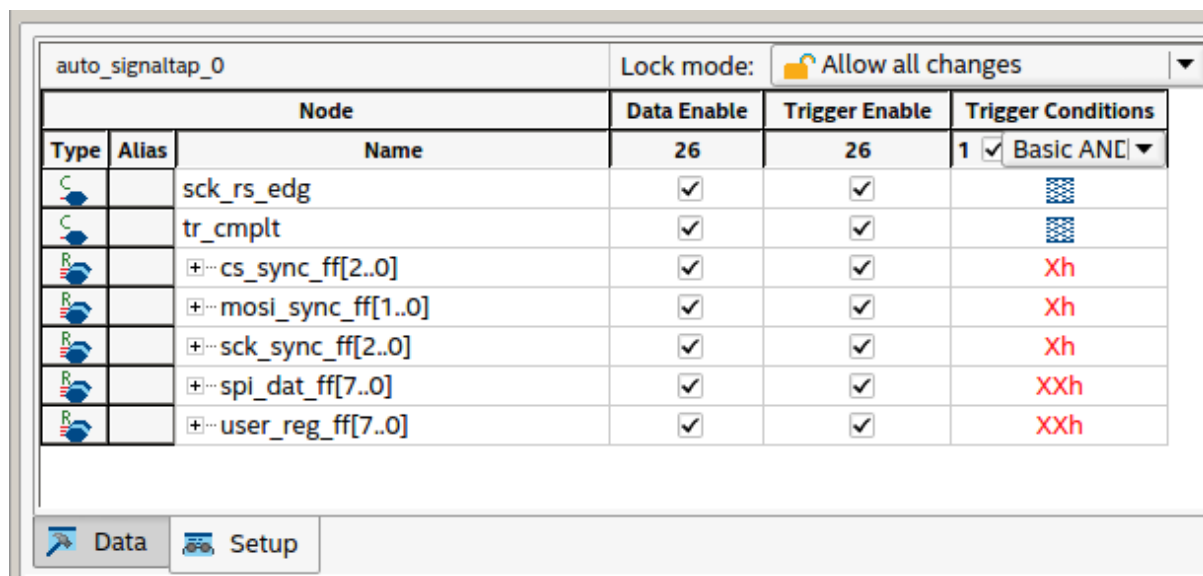 auto_signaltap_0 Lock mode: Allow all changes
Node Data Enable Trigger Enable Trigger Conditions
Type Alias Name 26 26 1 Basic AND
C sck_rs_edg
C tr_cmplt
R cs_sync_ff[2..0] Xh
R mosi_sync_ff[1..0] Xh
R sck_sync_ff[2..0] Xh
R spi_dat_ff[7..0] XXh
R user_reg_ff[7..0] XXh
Data Setup